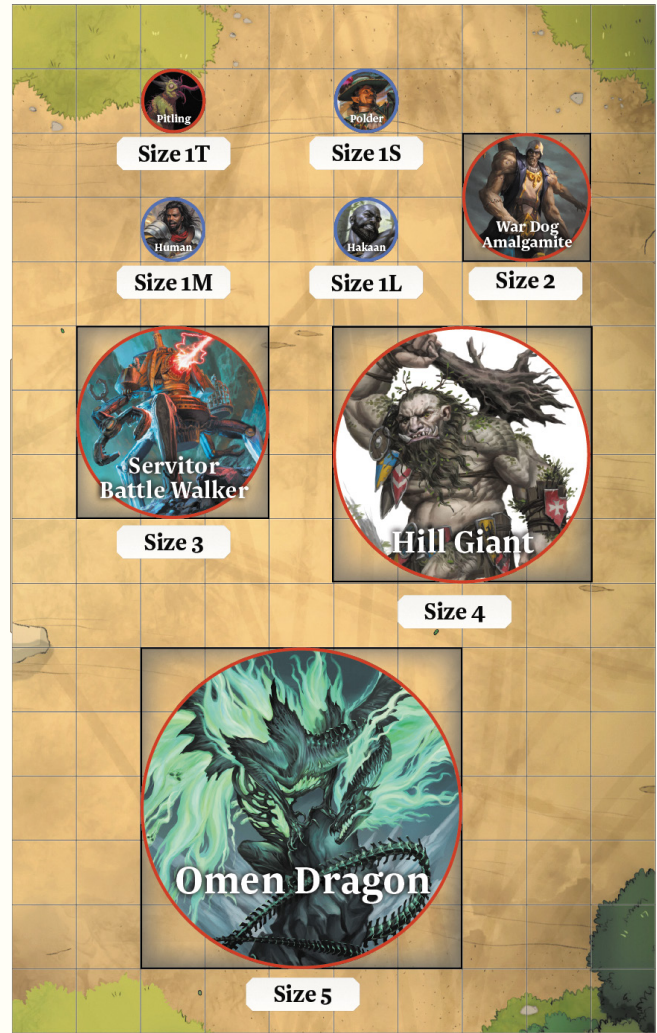 Pitling
Size 1T
Polder
Size 1S
War Dog
Amalgamite
Size 2
Human
Size 1M
Hakaan
Size 1L
Servitor
Battle Walker
Size 3
Hill Giant
Size 4
Omen Dragon
Size 5